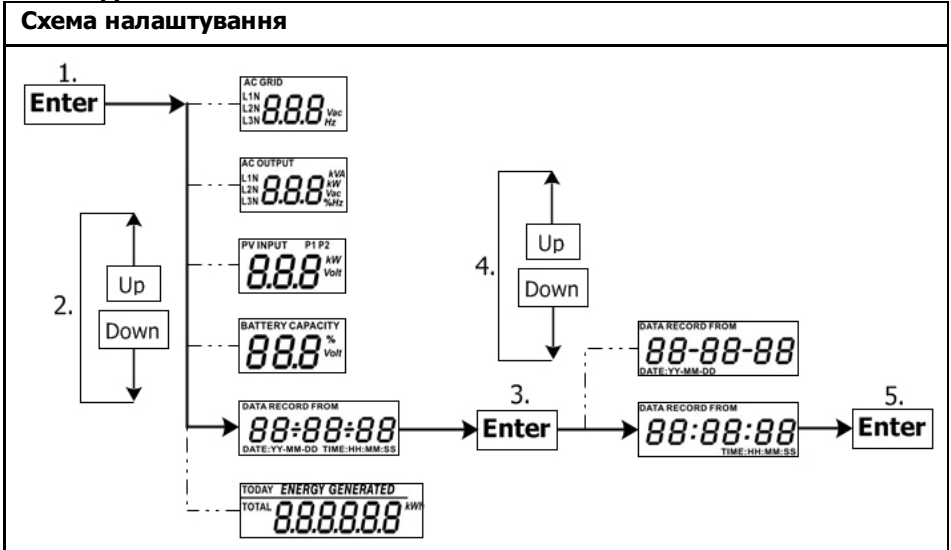 Схема налаштування
1.
Enter
AC GRID
L1N
L2N
L3N
8.8.8
Vac
Hz
AC OUTPUT
L1N
L2N
L3N
8.8.8
kVA
kW
Vac
%Hz
2.
Up
Down
PV INPUT P1 P2
8.8.8
kW
Volt
BATTERY CAPACITY
88.8
%
Volt
DATA RECORD FROM
88÷88÷88
DATE:YY-MM-DD TIME:HH:MM:SS
TODAY ENERGY GENERATED
TOTAL 8.8.8.8.8.8 kWh
3.
Enter
4.
Up
Down
DATA RECORD FROM
88-88-88
DATE:YY-MM-DD
DATA RECORD FROM
88:88:88
TIME:HH:MM:SS
5.
Enter